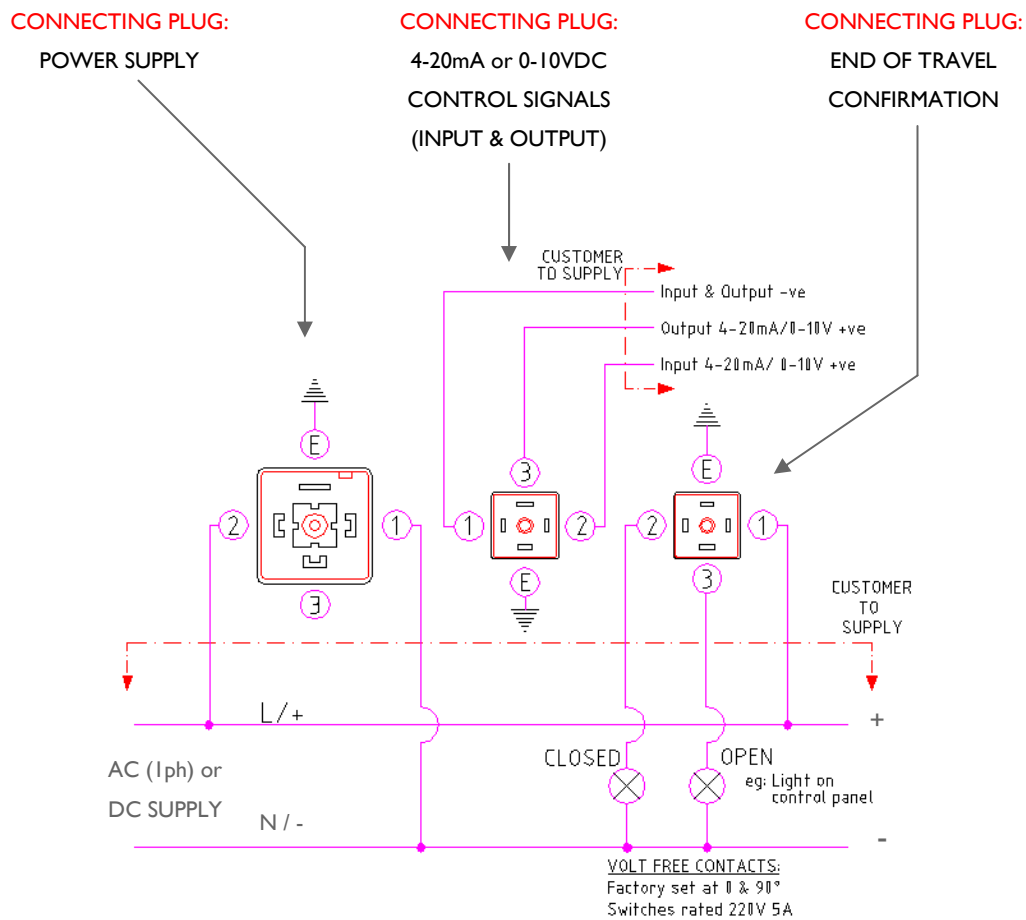 CONNECTING PLUG:
POWER SUPPLY
CONNECTING PLUG:
4-20mA or 0-10VDC
CONTROL SIGNALS
(INPUT & OUTPUT)
CONNECTING PLUG:
END OF TRAVEL
CONFIRMATION
CUSTOMER
TO SUPPLY
Input & Output -ve
Output 4-20mA/0-10V +ve
Input 4-20mA/ 0-10V +ve
E
2
1
3
3
1
2
E
E
2
1
3
CUSTOMER
TO
SUPPLY
L/+
+
AC (1ph) or
DC SUPPLY
N / -
-
CLOSED
OPEN
eg: Light on
control panel
VOLT FREE CONTACTS:
Factory set at 0 & 90°
Switches rated 220V 5A